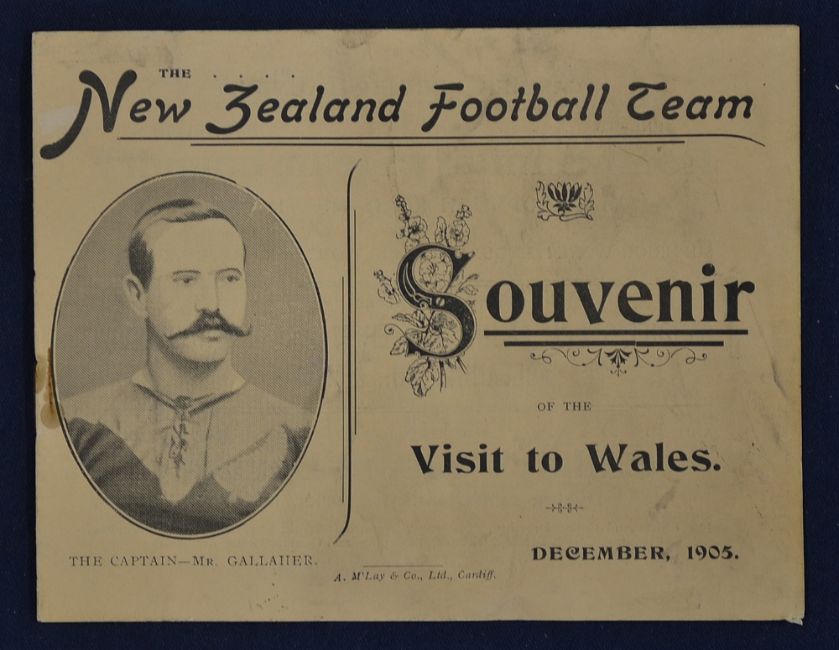 THE . . . .
New Zealand Football Team
Souvenir
OF THE
Visit to Wales.
DECEMBER, 1905.
THE CAPTAIN—Mr. GALLAHER.
A. M'Lay & Co., Ltd., Cardiff.